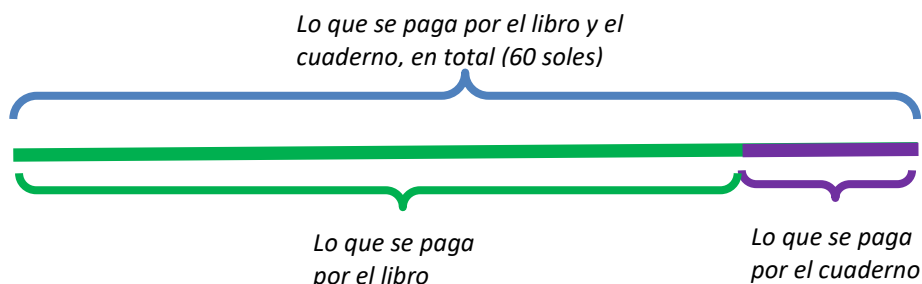 Lo que se paga por el libro y el
cuaderno, en total (60 soles)
Lo que se paga
por el libro
Lo que se paga
por el cuaderno